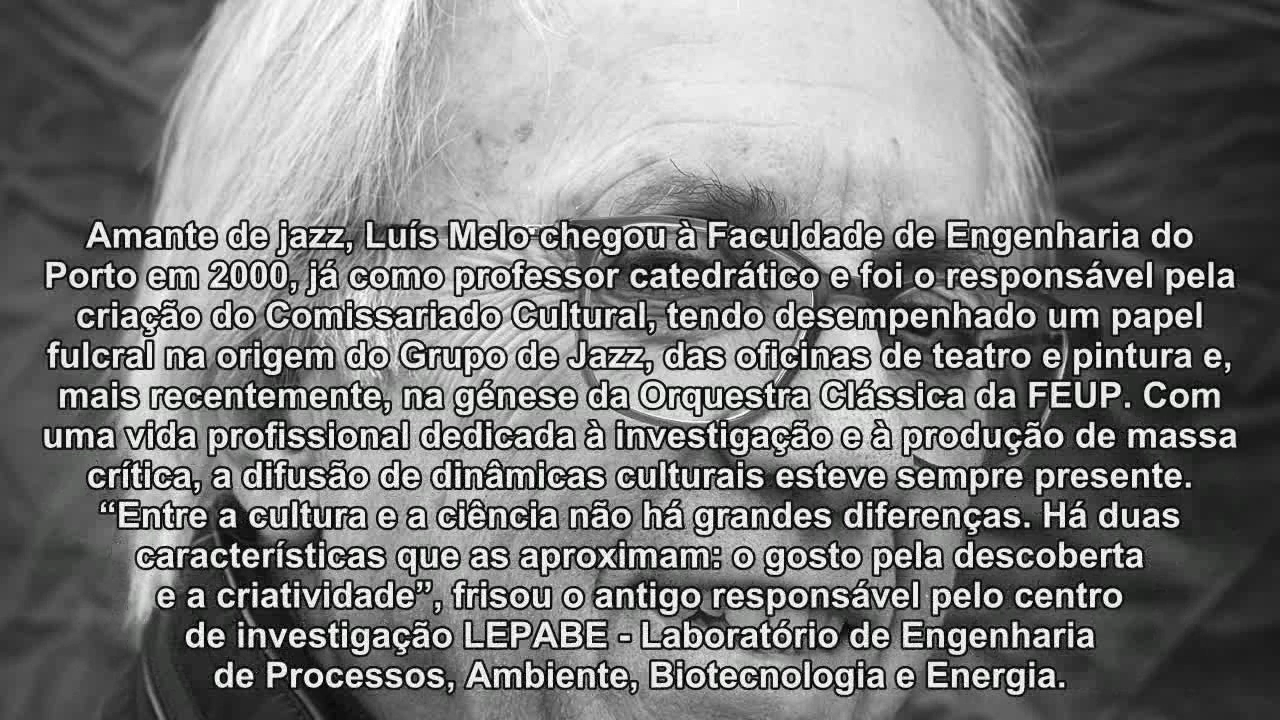 Amante de jazz, Luís Melo chegou à Faculdade de Engenharia do
Porto em 2000, já como professor catedrático e foi o responsável pela
criação do Comissariado Cultural, tendo desempenhado um papel
fulcral na origem do Grupo de Jazz, das oficinas de teatro e pintura e,
mais recentemente, na génese da Orquestra Clássica da FEUP. Com
uma vida profissional dedicada à investigação e à produção de massa
crítica, a difusão de dinâmicas culturais esteve sempre presente.
“Entre a cultura e a ciência não há grandes diferenças. Há duas
características que as aproximam: o gosto pela descoberta
e a criatividade”, frisou o antigo responsável pelo centro
de investigação LEPABE - Laboratório de Engenharia
de Processos, Ambiente, Biotecnologia e Energia.